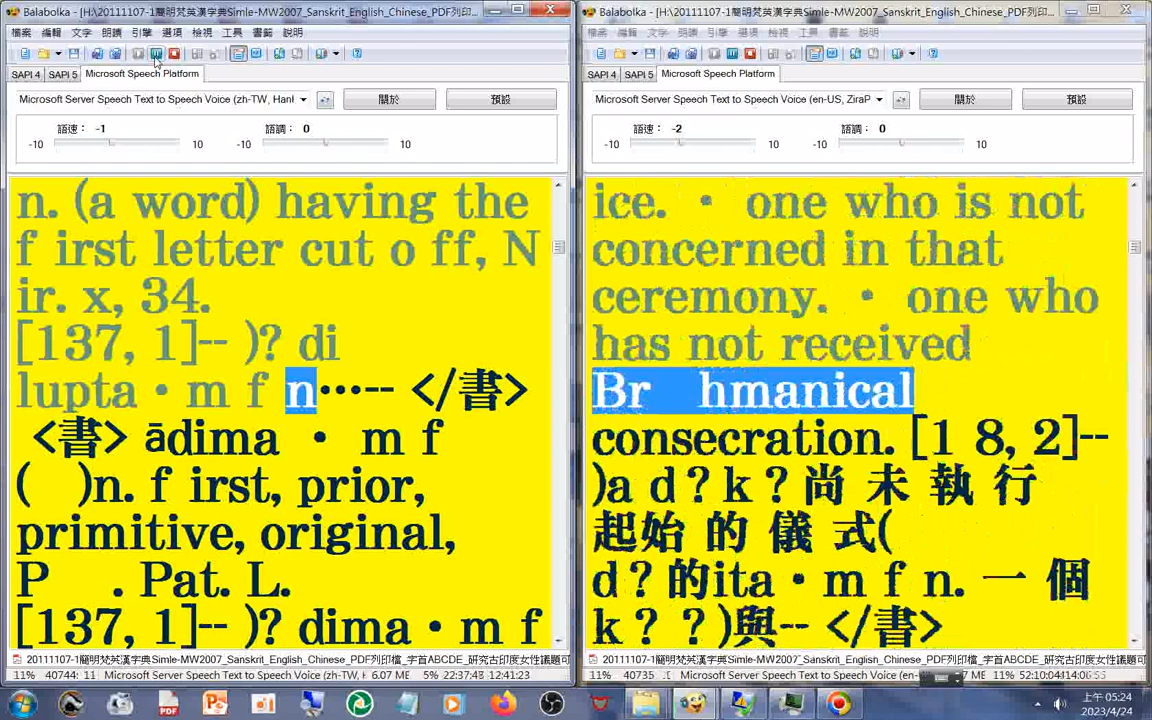 Balabolka - [H:\20111107-1簡明梵英漢字典Simle-MW2007_Sanskrit_English_Chinese_PDF列印...
檔案 編輯 文字 朗讀 引擎 選項 檢視 工具 書籤 說明
SAPI 4 SAPI 5 Microsoft Speech Platform
Microsoft Server Speech Text to Speech Voice (zh-TW, Hanl 關於 預設
語速： -1 語調： 0
-10 10 -10 10
n. (a word) having the
f irst letter cut o ff, N
ir. x, 34.
[137, 1]-- )? di
lupta・m f n…-- </書>
<書> ādima ・ m f
( )n. f irst, prior,
primitive, original,
P . Pat. L.
[137, 1]-- )? dima・m f
20111107-1簡明梵英漢字典Simle-MW2007_Sanskrit_English_Chinese_PDF列印檔_字首ABCDE_研究古印度女性議題可
11% 40744: 11 Microsoft Server Speech Text to Speech Voice (zh-TW, H 6.07 ME 5% 22:37:48 12:41:23
Balabolka - [H:\20111107-1簡明梵英漢字典Simle-MW2007_Sanskrit_English_Chinese_PDF列印...
檔案 編輯 文字 朗讀 引擎 選項 檢視 工具 書籤 說明
SAPI 4 SAPI 5 Microsoft Speech Platform
Microsoft Server Speech Text to Speech Voice (en-US, ZiraP 關於 預設
語速： -2 語調： 0
-10 10 -10 10
ice. ・ one who is not
concerned in that
ceremony. ・ one who
has not received
Br hmanical
consecration. [1 8, 2]--
)a d?k?尚 未 執 行
起始 的 儀 式(
d?的ita・m f n. 一 個
k??)與-- </書>
20111107-1簡明梵英漢字典Simle-MW2007_Sanskrit_English_Chinese_PDF列印檔_字首ABCDE_研究古印度女性議題可
11% 40735 Microsoft Server Speech Text to Speech Voice 11%
上午 05:24
2023/4/24